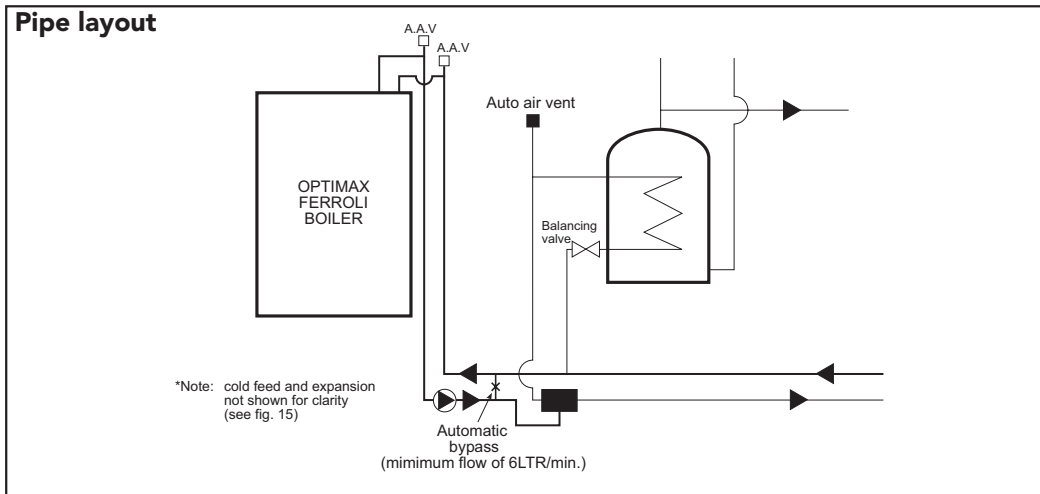 Pipe layout
A.A.V
A.A.V
Auto air vent
OPTIMAX
FERROLI
BOILER
Balancing
valve
*Note: cold feed and expansion
not shown for clarity
(see fig. 15)
Automatic
bypass
(mimimum flow of 6LTR/min.)